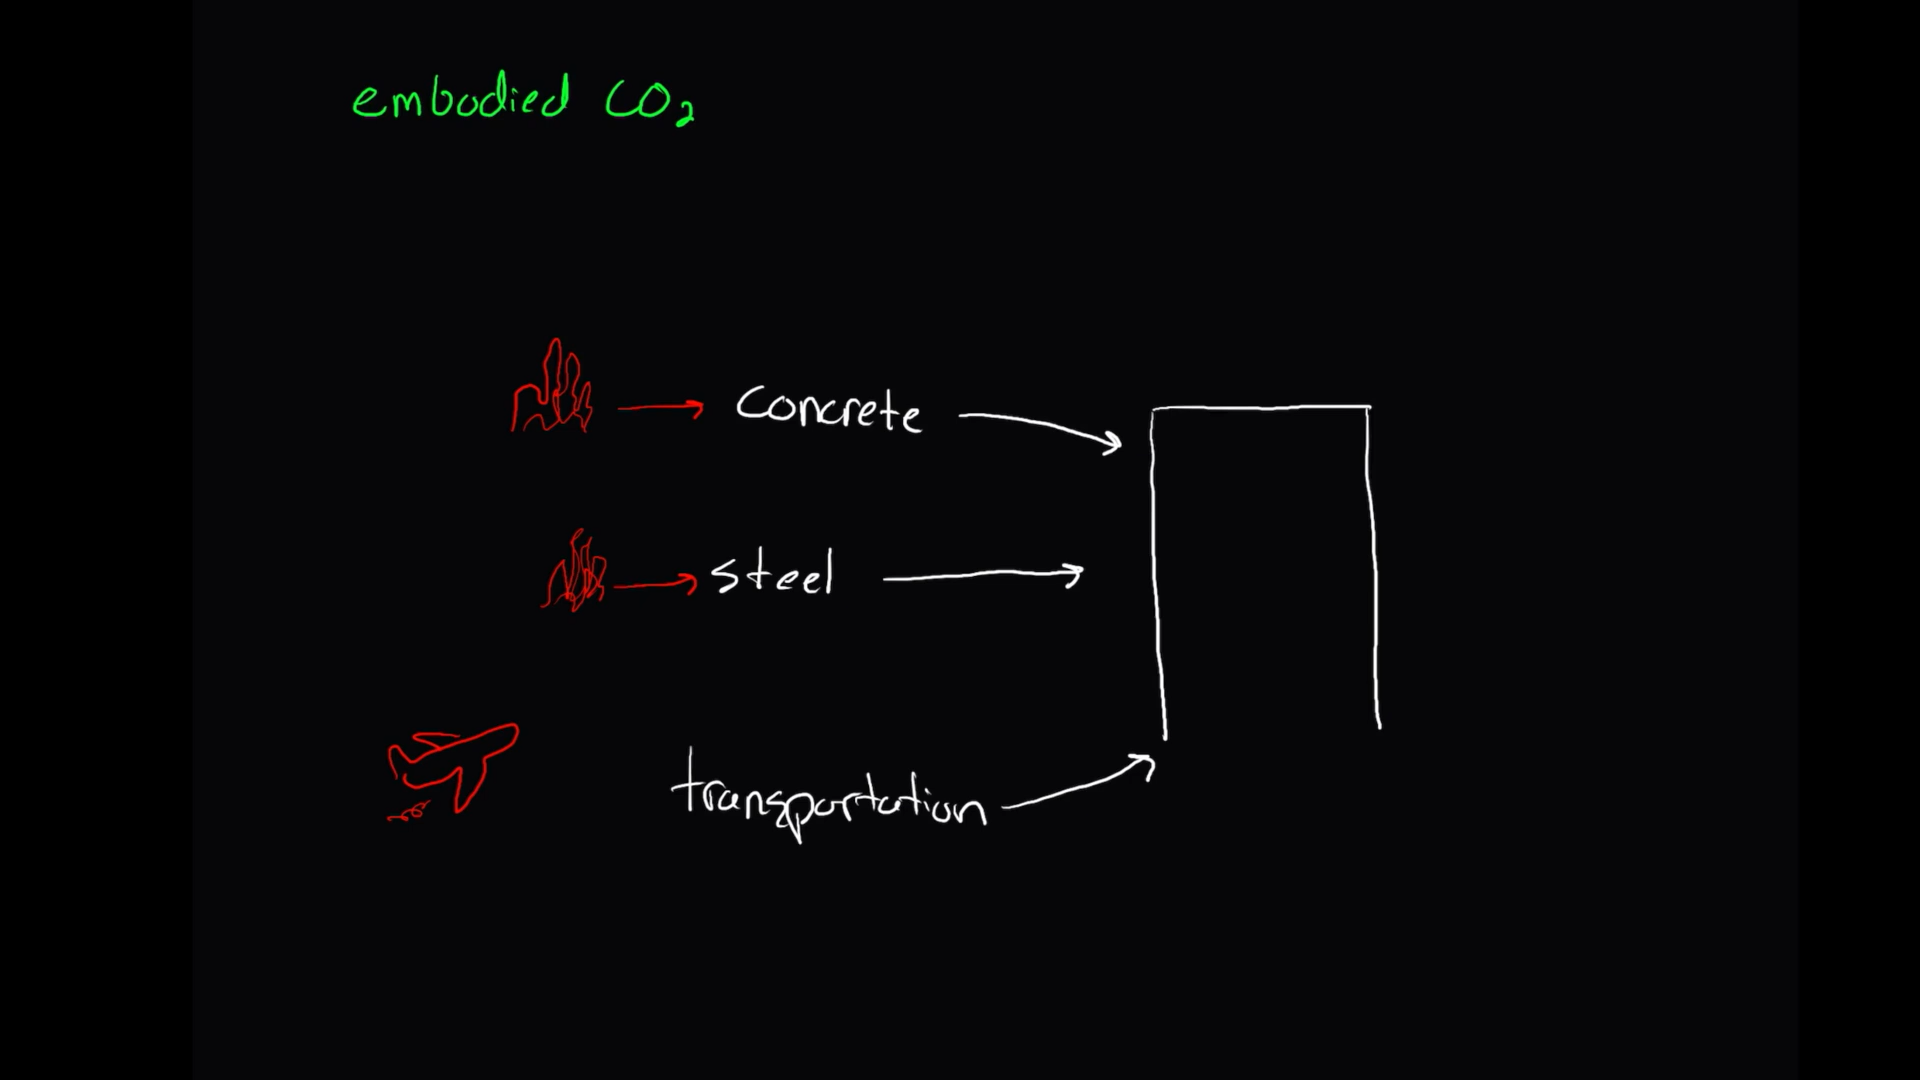 embodied CO₂
Concrete
steel
transportation